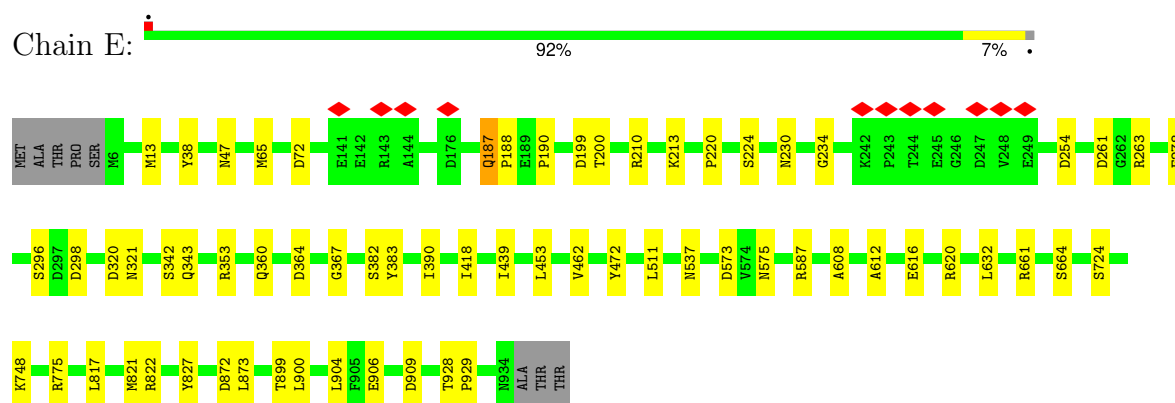 Chain E:
92% 7%
MET ALA THR PRO SER M6 M13 Y38 N47 M65 D72 E141 E142 R143 A144 D176 Q187 P188 E189 P190 D199 T200 R210 K213 P220 S224 N230 G234 K242 P243 T244 E245 G246 D247 V248 E249 D254 D261 G262 R263
S296 D297 D298 D320 N321 S342 Q343 R353 Q360 D364 G367 S382 Y383 I390 I418 I439 L453 V462 Y472 L511 N537 D573 V574 N575 R587 A608 A612 E616 R620 L632 R661 S664 S724
K748 R775 L817 M821 R822 Y827 D872 L873 T899 L900 L904 F905 E906 D909 T928 P929 N934 ALA THR THR